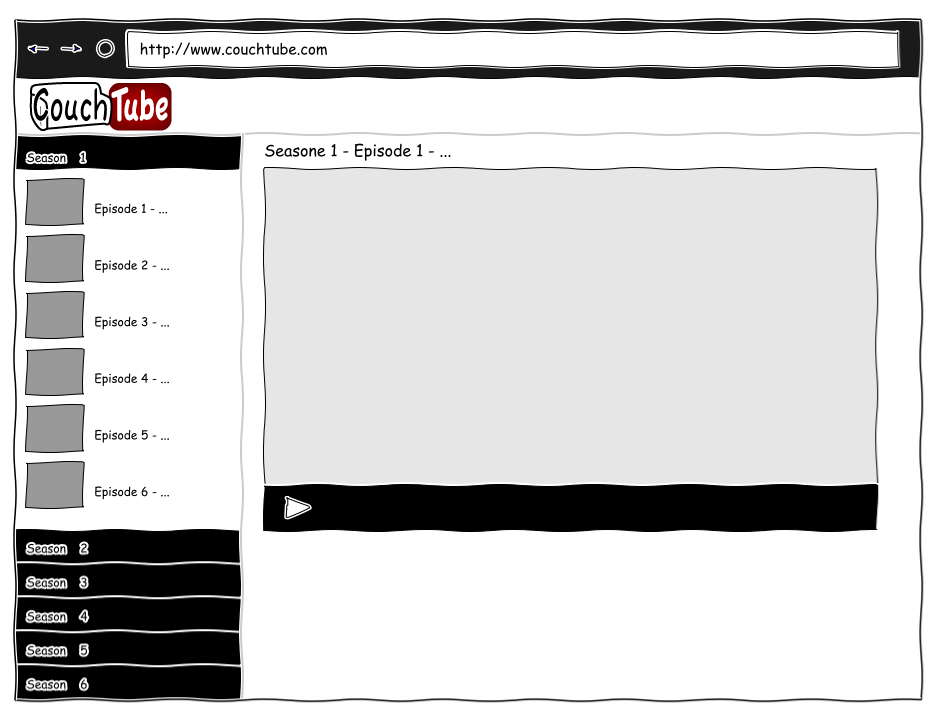 http://www.couchtube.com
CouchTube
Season 1
Episode 1 - ...
Episode 2 - ...
Episode 3 - ...
Episode 4 - ...
Episode 5 - ...
Episode 6 - ...
Season 2
Season 3
Season 4
Season 5
Season 6
Seasone 1 - Episode 1 - ...